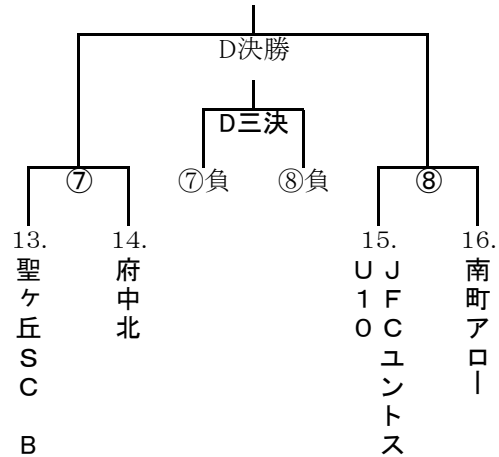 D決勝
D三決
⑦
⑦負
⑧負
⑧
13.
14.
15.
16.
聖ヶ丘SC B
府中北
JFCユントス
U10
南町アロー